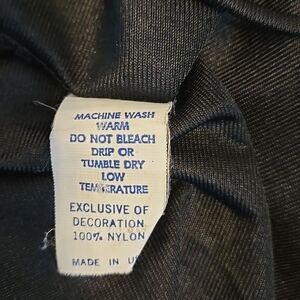 MACHINE WASH
WARM
DO NOT BLEACH
DRIP OR
TUMBLE DRY
LOW
TEMPERATURE
EXCLUSIVE OF
DECORATION
100% NYLON
MADE IN